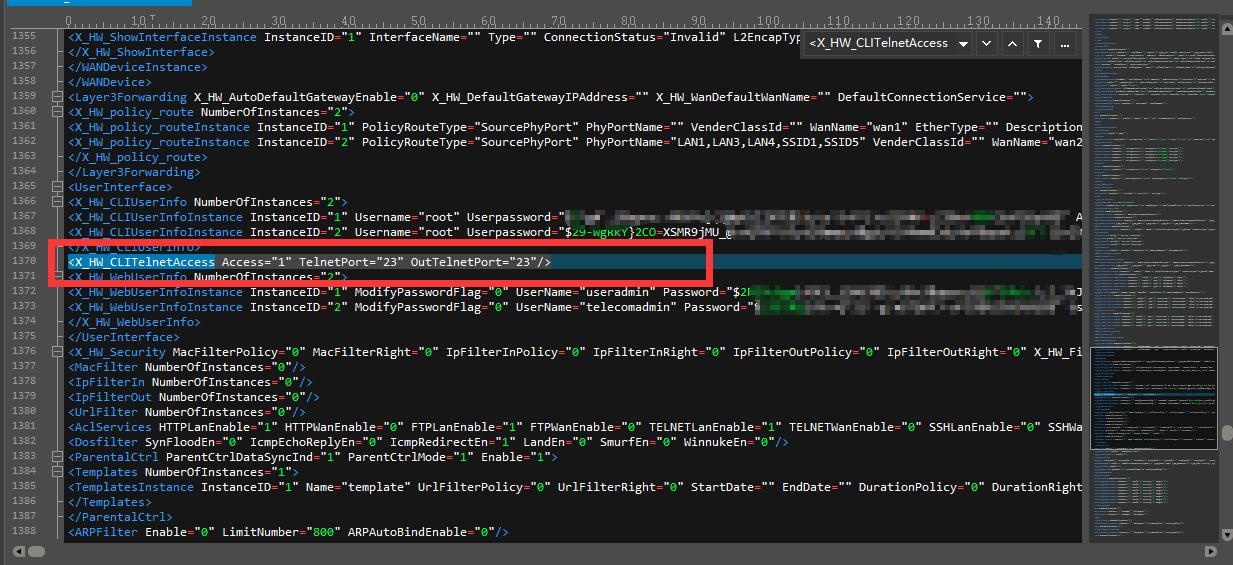 0 10 20 30 40 50 60 70 80 90 100 110 120 130 140
<X_HW_CLITelnetAccess
1355 <X_HW_ShowInterfaceInstance InstanceID="1" InterfaceName="" Type="" ConnectionStatus="Invalid" L2EncapTyp
1356 </X_HW_ShowInterface>
1357 </WANDeviceInstance>
1358 </WANDevice>
1359 <Layer3Forwarding X_HW_AutoDefaultGatewayEnable="0" X_HW_DefaultGatewayIPAddress="" X_HW_WanDefaultWanName="" DefaultConnectionService="">
1360 <X_HW_policy_route NumberOfInstances="2">
1361 <X_HW_policy_routeInstance InstanceID="1" PolicyRouteType="SourcePhyPort" PhyPortName="" VenderClassId="" WanName="wan1" EtherType="" Description
1362 <X_HW_policy_routeInstance InstanceID="2" PolicyRouteType="SourcePhyPort" PhyPortName="LAN1,LAN3,LAN4,SSID1,SSID5" VenderClassId="" WanName="wan2
1363 </X_HW_policy_route>
1364 </Layer3Forwarding>
1365 <UserInterface>
1366 <X_HW_CLIUserInfo NumberOfInstances="2">
1367 <X_HW_CLIUserInfoInstance InstanceID="1" Username="root" Userpassword=" A
1368 <X_HW_CLIUserInfoInstance InstanceID="2" Username="root" Userpassword="
1369 </X_HW_CLIUserInfo>
1370 <X_HW_CLITelnetAccess Access="1" TelnetPort="23" OutTelnetPort="23"/>
1371 <X_HW_WebUserInfo NumberOfInstances="2">
1372 <X_HW_WebUserInfoInstance InstanceID="1" ModifyPasswordFlag="0" UserName="useradmin" Password="$2
1373 <X_HW_WebUserInfoInstance InstanceID="2" ModifyPasswordFlag="0" UserName="telecomadmin" Password="
1374 </X_HW_WebUserInfo>
1375 </UserInterface>
1376 <X_HW_Security MacFilterPolicy="0" MacFilterRight="0" IpFilterInPolicy="0" IpFilterInRight="0" IpFilterOutPolicy="0" IpFilterOutRight="0" X_HW_Fi
1377 <MacFilter NumberOfInstances="0"/>
1378 <IpFilterIn NumberOfInstances="0"/>
1379 <IpFilterOut NumberOfInstances="0"/>
1380 <UrlFilter NumberOfInstances="0"/>
1381 <AclServices HTTPLanEnable="1" HTTPWanEnable="0" FTPLanEnable="1" FTPWanEnable="0" TELNETLanEnable="1" TELNETWanEnable="0" SSHLanEnable="0" SSHWa
1382 <Dosfilter SynFloodEn="0" IcmpEchoReplyEn="0" IcmpRedirectEn="1" LandEn="0" SmurfEn="0" WinnukeEn="0"/>
1383 <ParentalCtrl ParentCtrlDataSyncInd="1" ParentCtrlMode="1" Enable="1">
1384 <Templates NumberOfInstances="1">
1385 <TemplatesInstance InstanceID="1" Name="template" UrlFilterPolicy="0" UrlFilterRight="0" StartDate="" EndDate="" DurationPolicy="0" DurationRight
1386 </Templates>
1387 </ParentalCtrl>
1388 <ARPFilter Enable="0" LimitNumber="800" ARPAutoBindEnable="0"/>